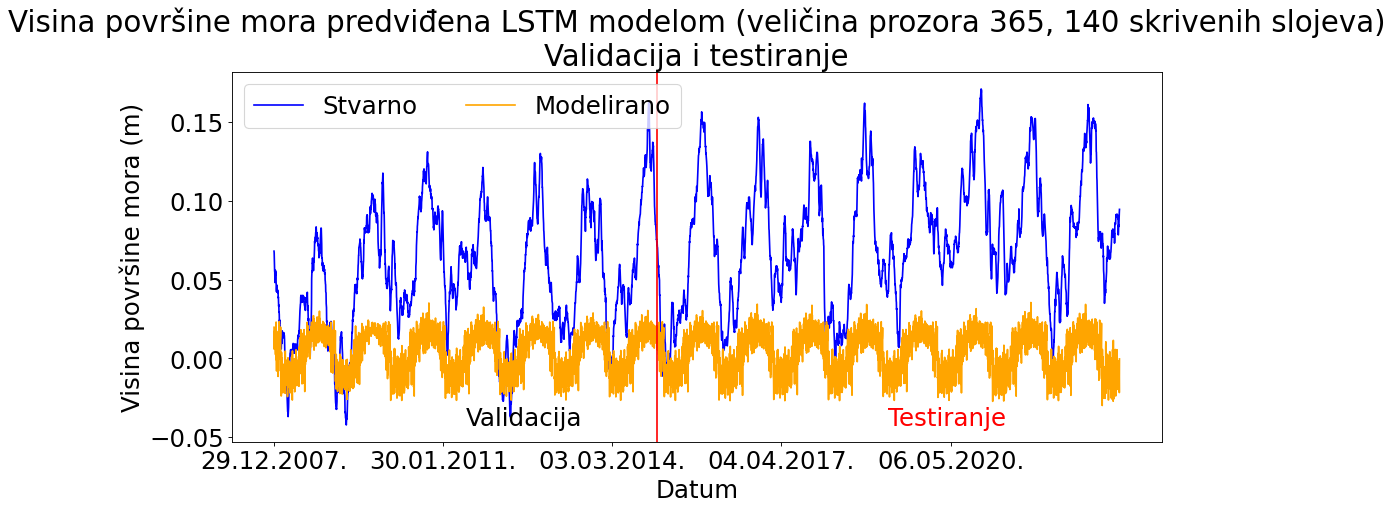 Visina površine mora predviđena LSTM modelom (veličina prozora 365, 140 skrivenih slojeva)
Validacija i testiranje
Stvarno
Modelirano
Visina površine mora (m)
0.15
0.10
0.05
0.00
−0.05
Validacija
Testiranje
29.12.2007.
30.01.2011.
03.03.2014.
04.04.2017.
06.05.2020.
Datum